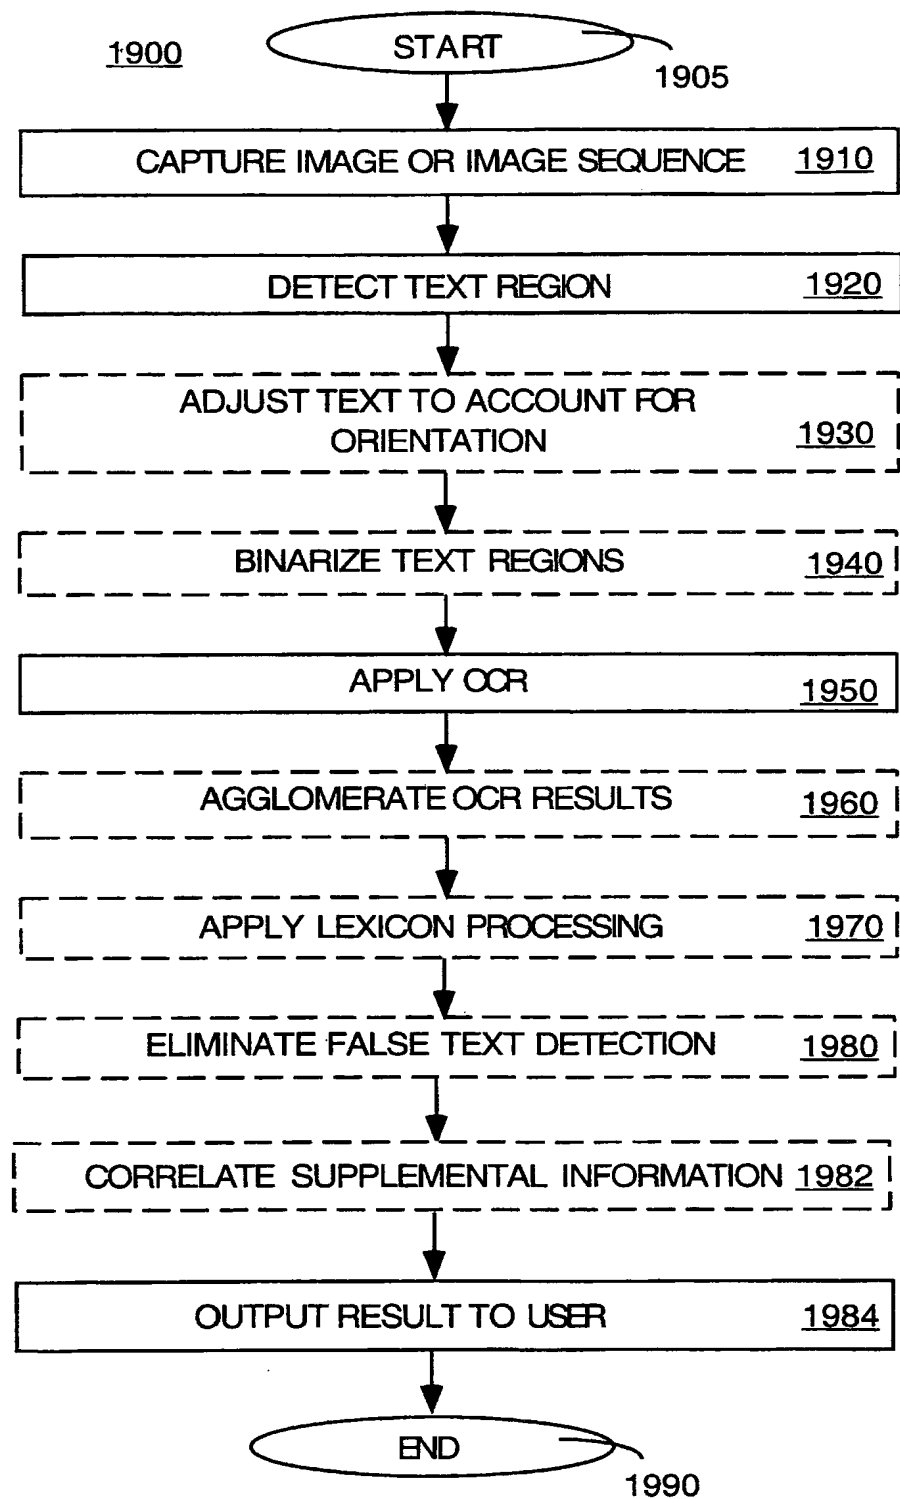 1900
START
1905
CAPTURE IMAGE OR IMAGE SEQUENCE 1910
DETECT TEXT REGION 1920
ADJUST TEXT TO ACCOUNT FOR
ORIENTATION 1930
BINARIZE TEXT REGIONS 1940
APPLY OCR 1950
AGGLOMERATE OCR RESULTS 1960
APPLY LEXICON PROCESSING 1970
ELIMINATE FALSE TEXT DETECTION 1980
CORRELATE SUPPLEMENTAL INFORMATION 1982
OUTPUT RESULT TO USER 1984
END
1990